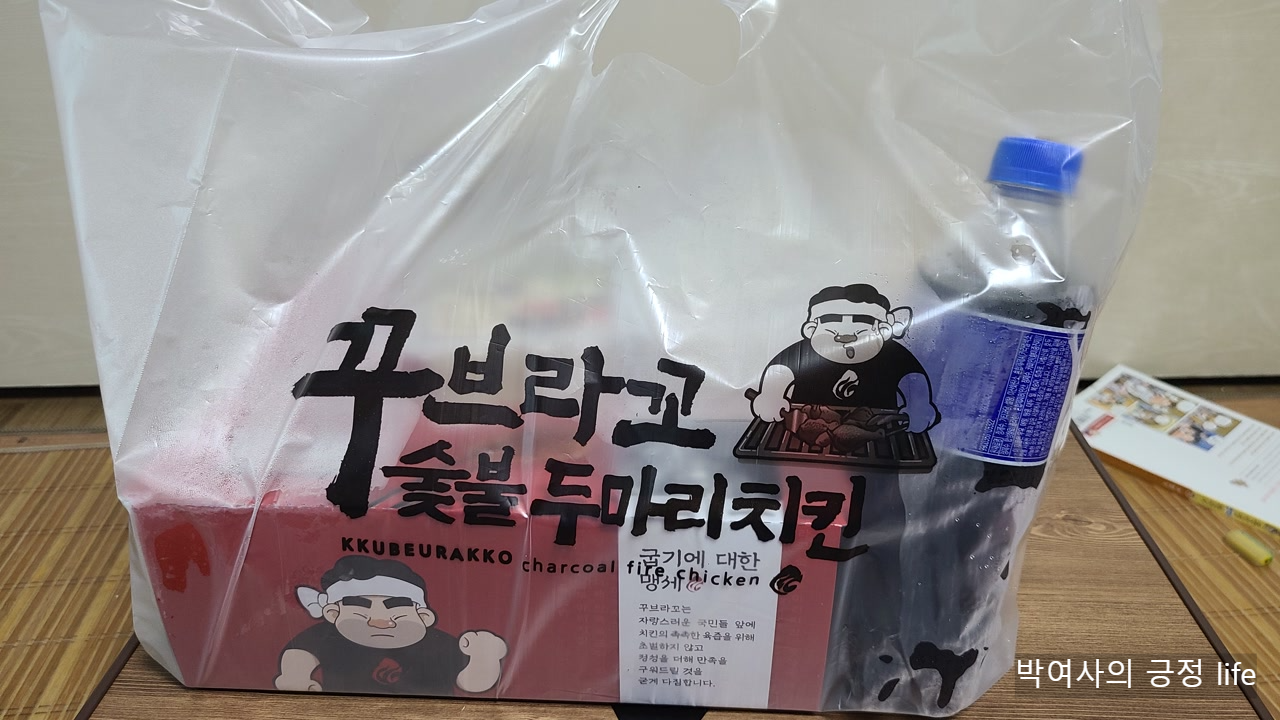 꾸브라꼬
숯불두마리치킨
KKUBEURAKKO charcoal fire chicken
굽기에 대한
맹세
꾸브라꼬는
자랑스러운 국민들 앞에
치킨의 촉촉한 육즙을 위해
초벌하지 않고
정성을 더해 만족을
구워드릴 것을
굳게 다짐합니다.
박여사의 긍정 life